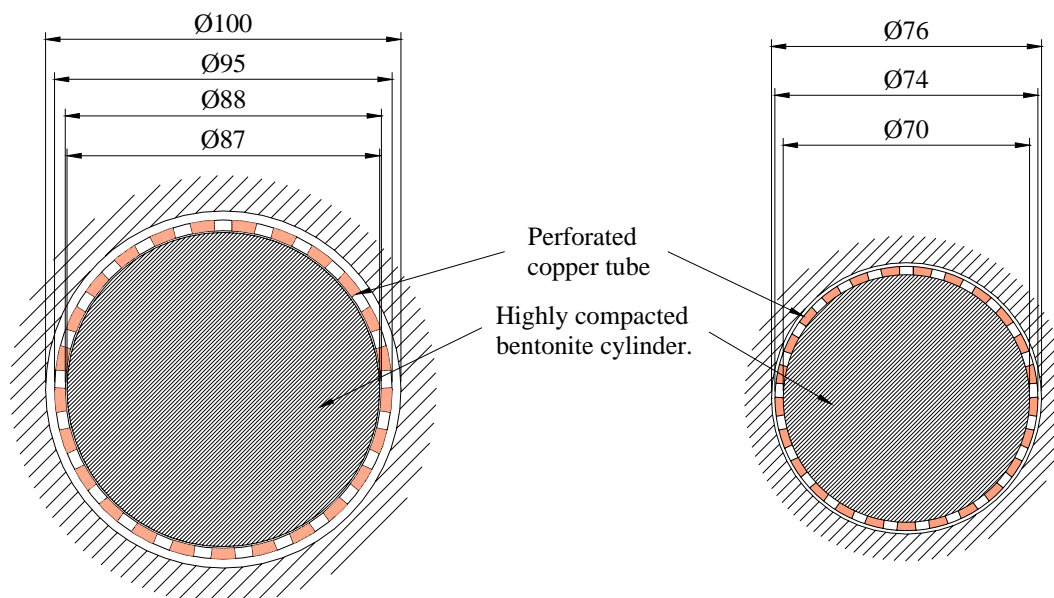 Ø100
Ø95
Ø88
Ø87
Ø76
Ø74
Ø70
Perforated
copper tube
Highly compacted
bentonite cylinder.